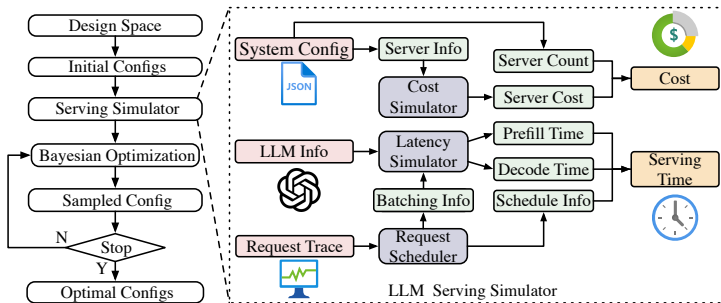 Design Space
Initial Configs
Serving Simulator
Bayesian Optimization
Sampled Config
N
Stop
Y
Optimal Configs
System Config
JSON
Server Info
Cost
Simulator
Server Count
Server Cost
$
Cost
LLM Info
Latency
Simulator
Prefill Time
Decode Time
Serving
Time
Batching Info
Schedule Info
Request Trace
Request
Scheduler
LLM Serving Simulator